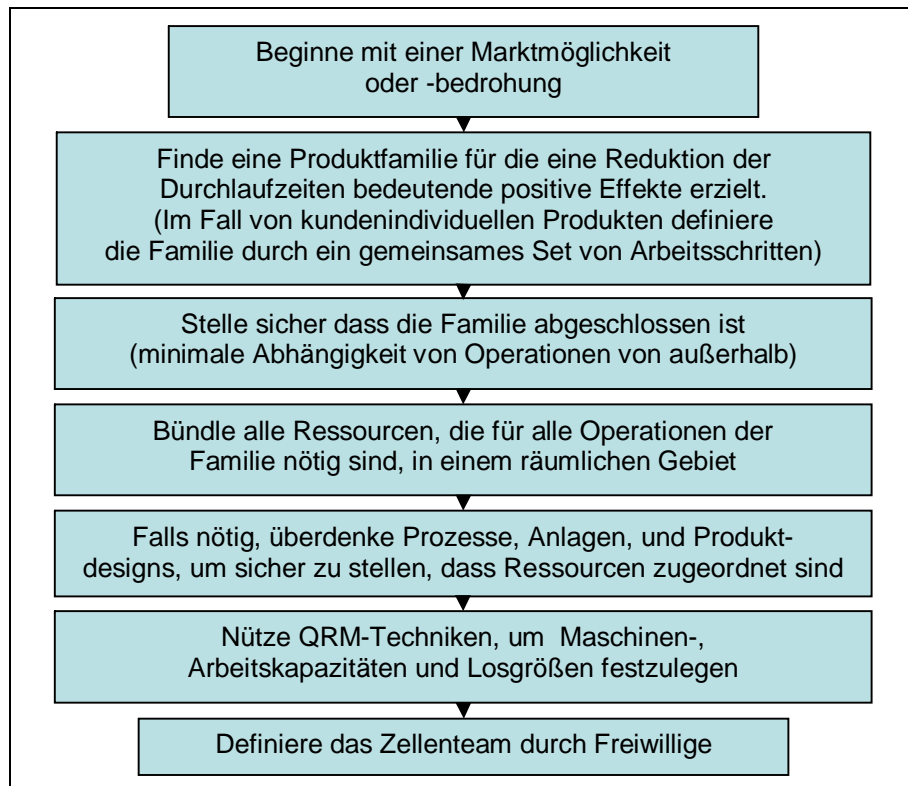 Beginne mit einer Marktmöglichkeit
oder -bedrohung
Finde eine Produktfamilie für die eine Reduktion der
Durchlaufzeiten bedeutende positive Effekte erzielt.
(Im Fall von kundenindividuellen Produkten definiere
die Familie durch ein gemeinsames Set von Arbeitsschritten)
Stelle sicher dass die Familie abgeschlossen ist
(minimale Abhängigkeit von Operationen von außerhalb)
Bündle alle Ressourcen, die für alle Operationen der
Familie nötig sind, in einem räumlichen Gebiet
Falls nötig, überdenke Prozesse, Anlagen, und Produkt-
designs, um sicher zu stellen, dass Ressourcen zugeordnet sind
Nütze QRM-Techniken, um Maschinen-,
Arbeitskapazitäten und Losgrößen festzulegen
Definiere das Zellenteam durch Freiwillige